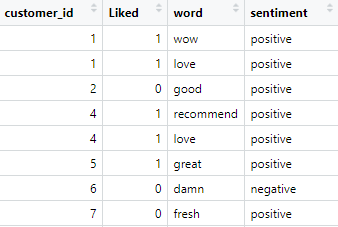 customer_id Liked word sentiment
1 1 wow positive
1 1 love positive
2 0 good positive
4 1 recommend positive
4 1 love positive
5 1 great positive
6 0 damn negative
7 0 fresh positive